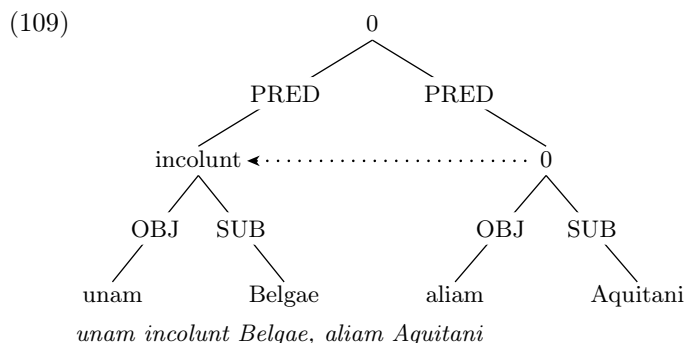 (109) 0
PRED PRED
incolunt 0
OBJ SUB OBJ SUB
unam Belgae aliam Aquitani
unam incolunt Belgae, aliam Aquitani